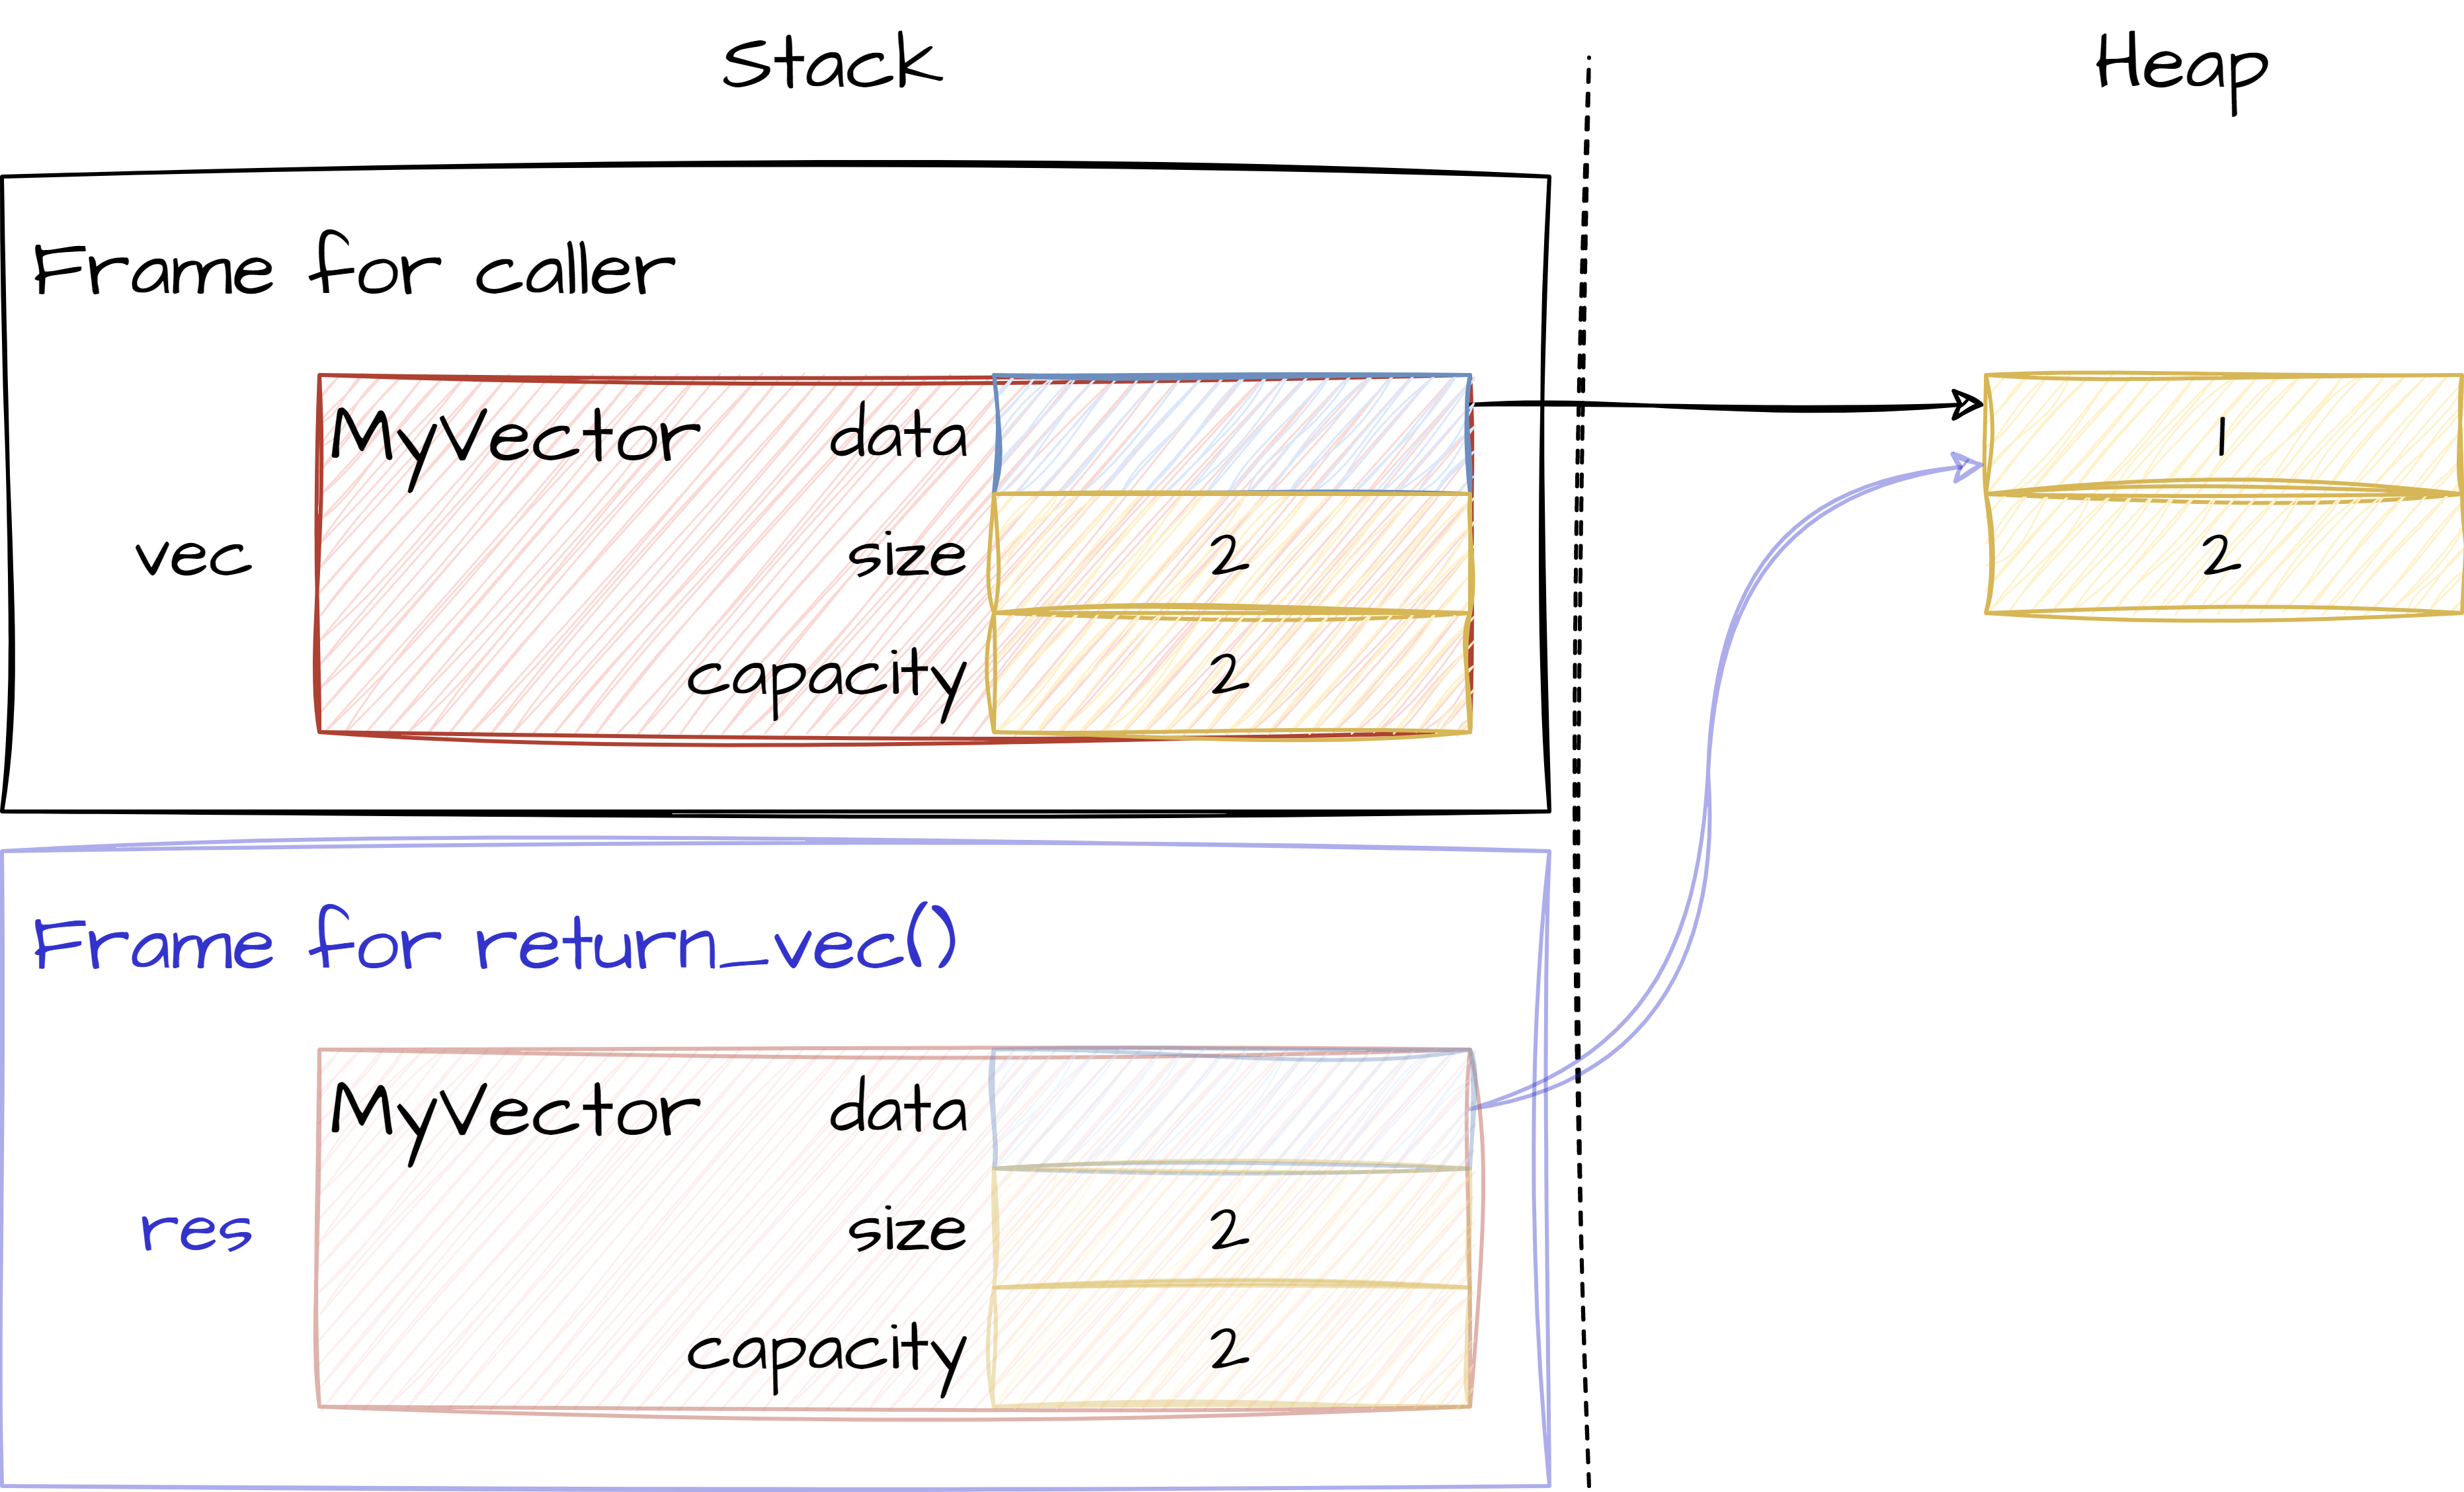 Stack
Heap
Frame for caller
MyVector
data
1
vec
size
2
2
capacity
2
Frame for return_vec()
MyVector
data
res
size
2
capacity
2